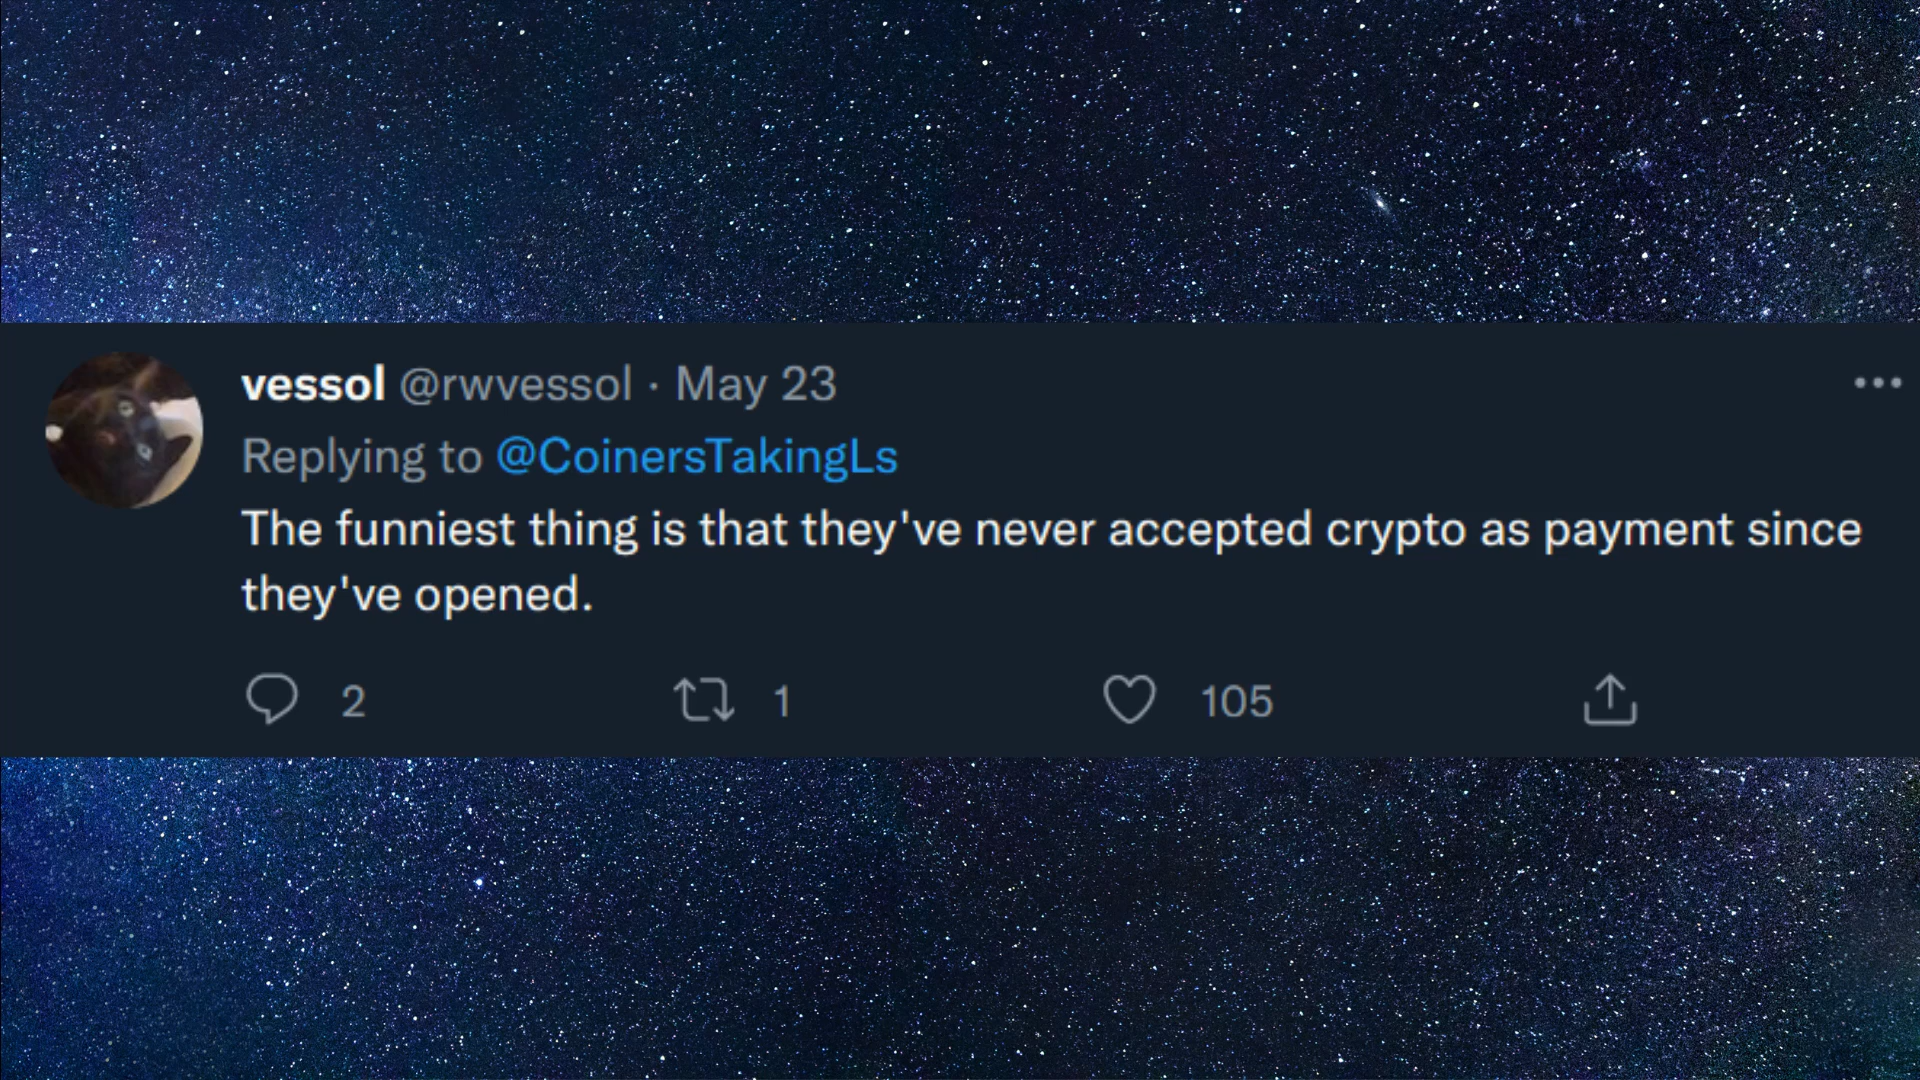 vessol @rwvessol · May 23
Replying to @CoinersTakingLs
The funniest thing is that they've never accepted crypto as payment since
they've opened.
2 1 105